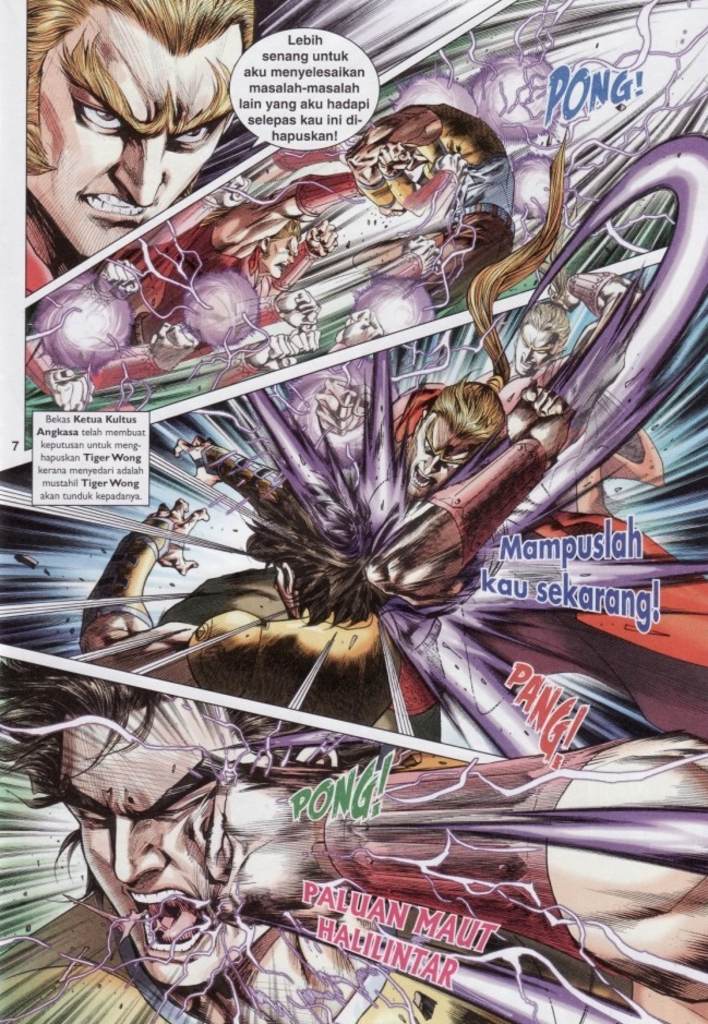 Lebih
senang untuk
aku menyelesaikan
masalah-masalah
lain yang aku hadapi
selepas kau ini di-
hapuskan!
PONG!
7
Bekas Ketua Kultus
Angkasa telah membuat
keputusan untuk meng-
hapuskan Tiger Wong
kerana menyedari adalah
mustahil Tiger Wong
akan tunduk kepadanya.
Mampuslah
kau sekarang!
PANG!
PONG!
PALUAN MAUT
HALILINTAR